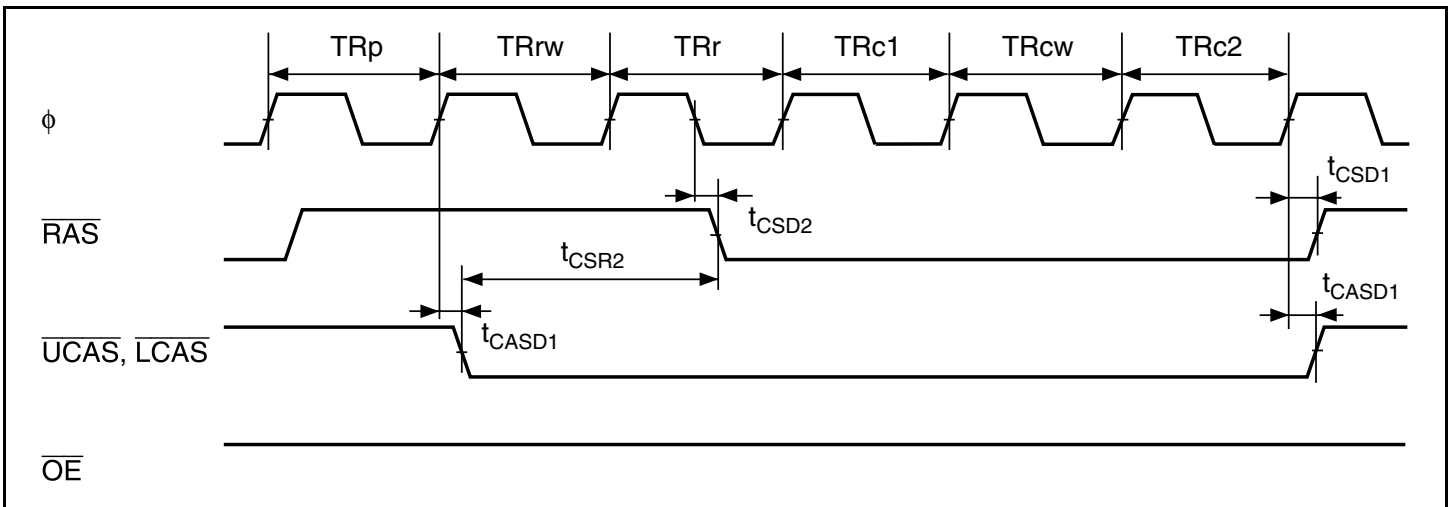 TRp TRrw TRr TRc1 TRcw TRc2
ϕ
tCSD1
RAS
tCSD2
tCSR2
tCASD1
UCAS, LCAS
tCASD1
OE